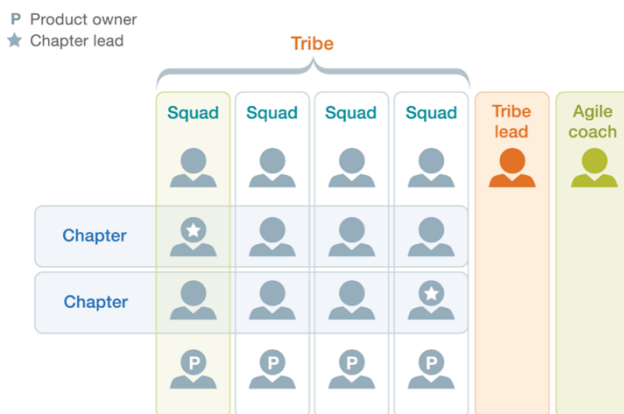 P Product owner
★ Chapter lead
Tribe
Squad Squad Squad Squad Tribe lead Agile coach
Chapter ★
Chapter ★
P P P P